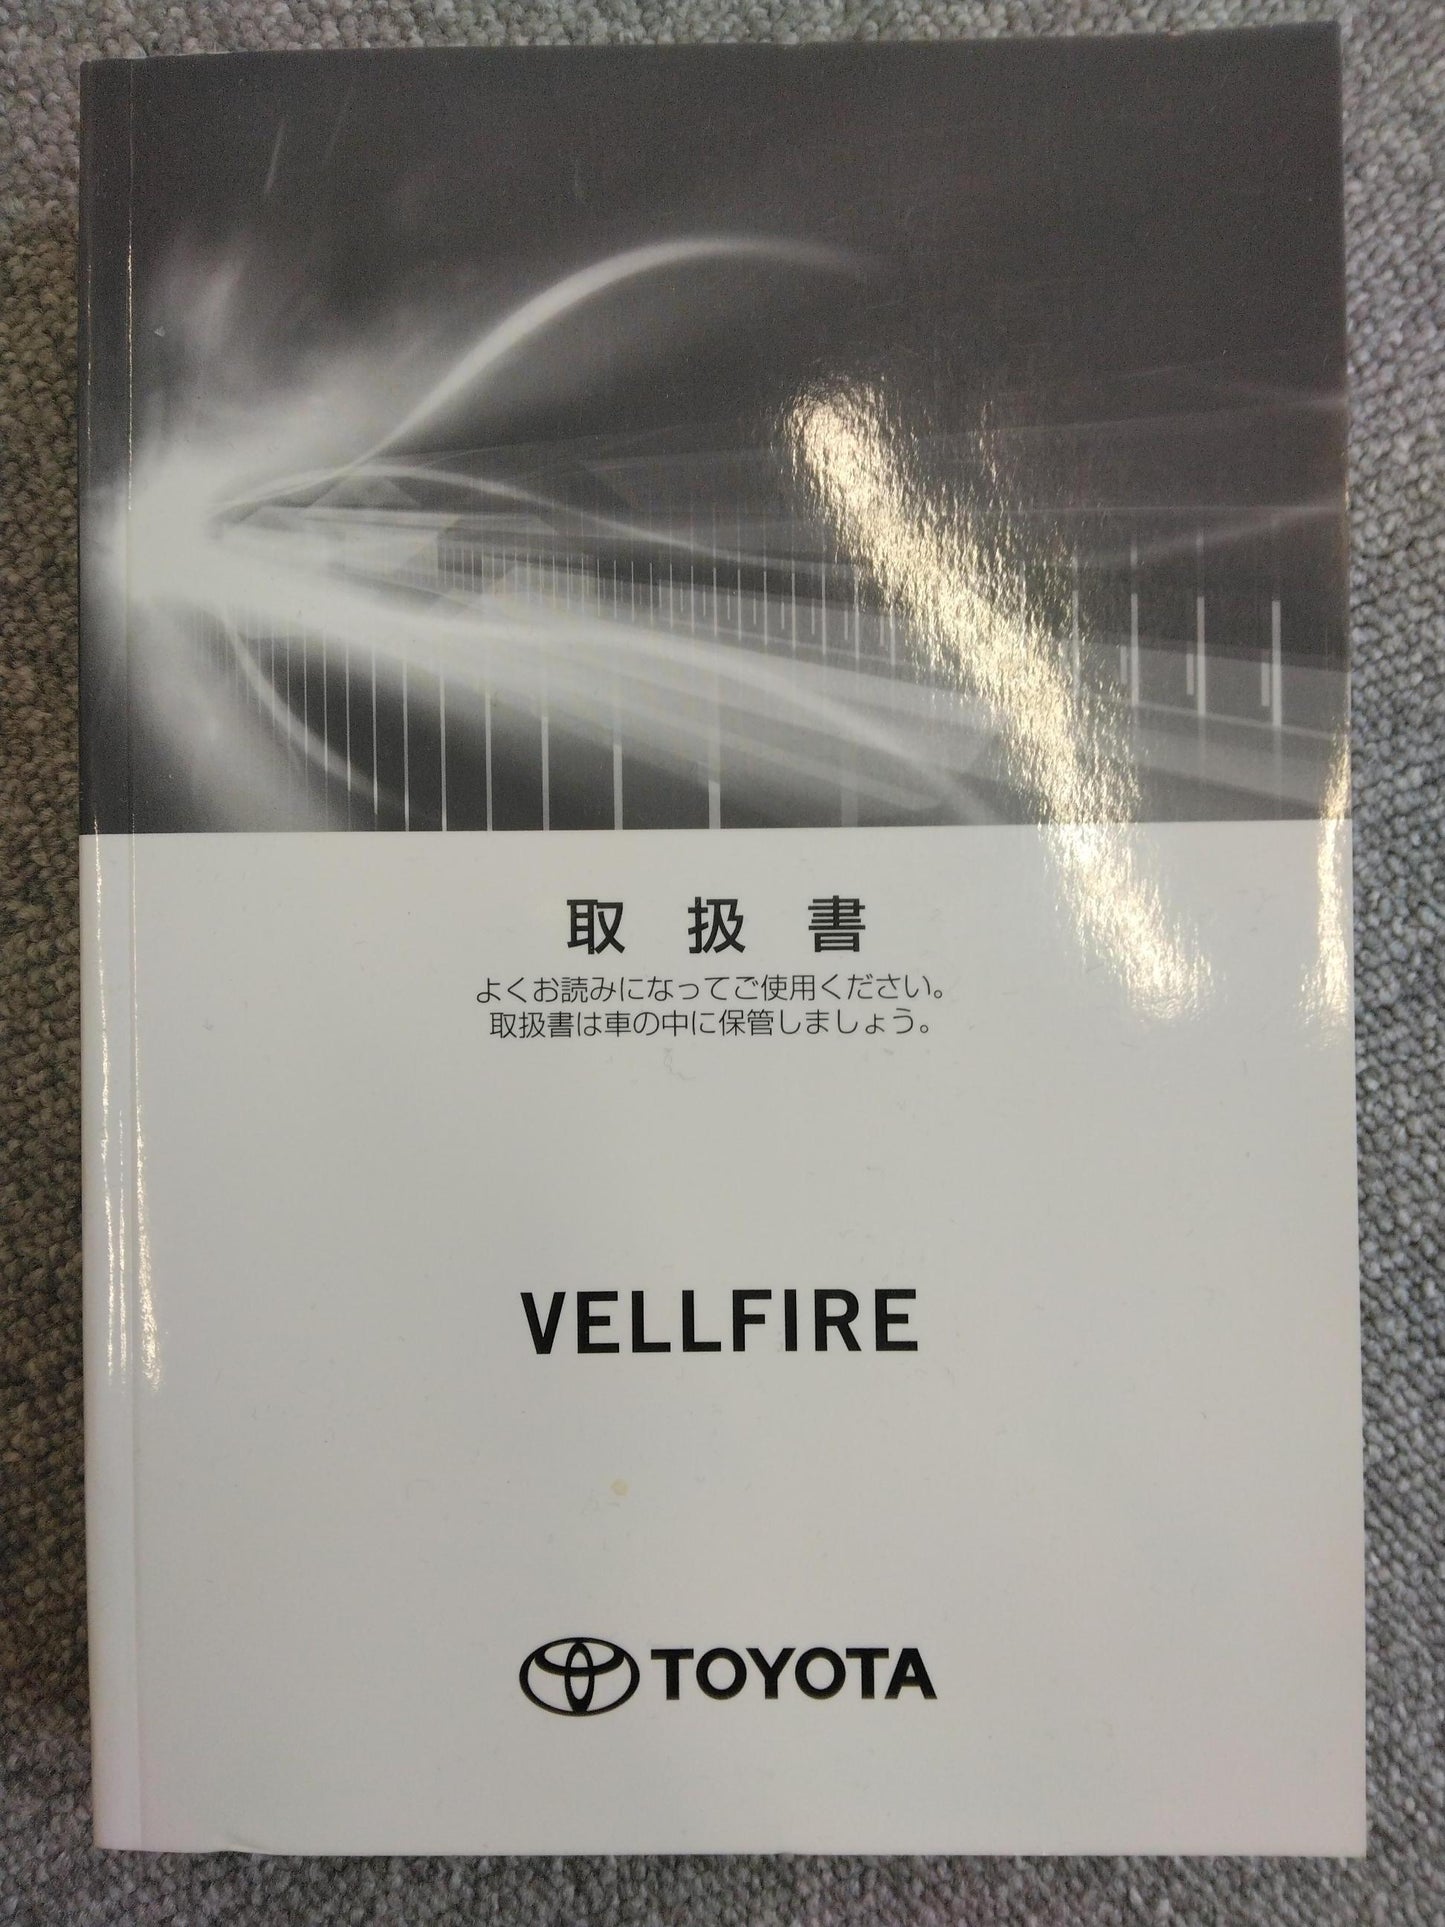 取扱書
よくお読みになってご使用ください。
取扱書は車の中に保管しましょう。
VELLFIRE
TOYOTA